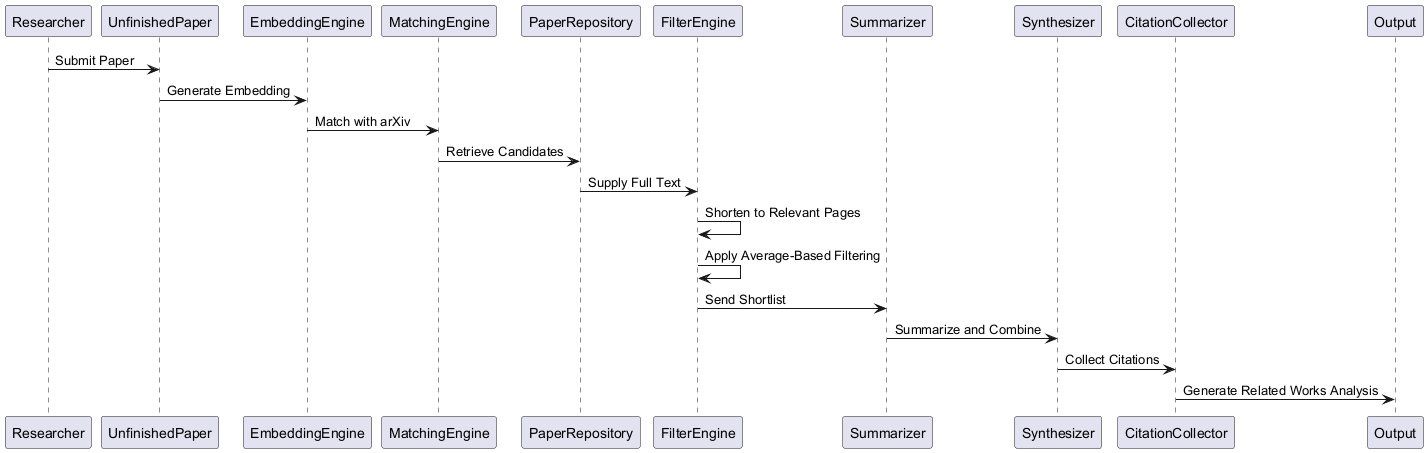 Researcher UnfinishedPaper EmbeddingEngine MatchingEngine PaperRepository FilterEngine Summarizer Synthesizer CitationCollector Output
Submit Paper
Generate Embedding
Match with arXiv
Retrieve Candidates
Supply Full Text
Shorten to Relevant Pages
Apply Average-Based Filtering
Send Shortlist
Summarize and Combine
Collect Citations
Generate Related Works Analysis
Researcher UnfinishedPaper EmbeddingEngine MatchingEngine PaperRepository FilterEngine Summarizer Synthesizer CitationCollector Output